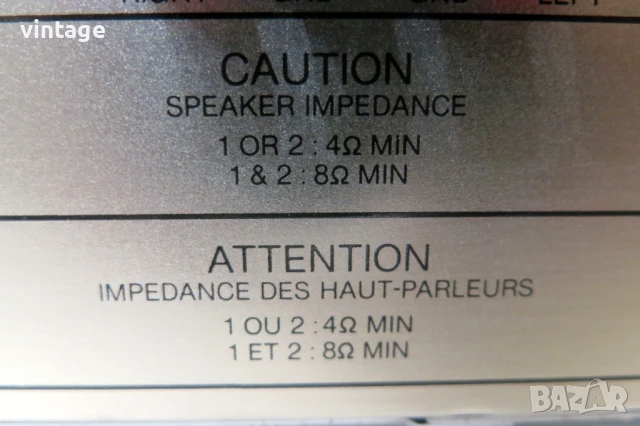 vintage
CAUTION
SPEAKER IMPEDANCE
1 OR 2 : 4Ω MIN
1 & 2 : 8Ω MIN
ATTENTION
IMPEDANCE DES HAUT-PARLEURS
1 OU 2 : 4Ω MIN
1 ET 2 : 8Ω MIN
BAZAR